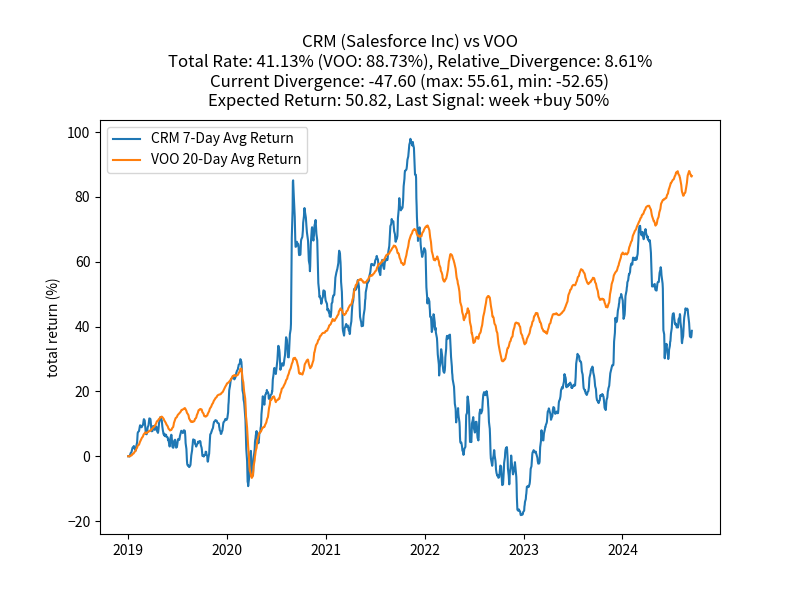 CRM (Salesforce Inc) vs VOO
Total Rate: 41.13% (VOO: 88.73%), Relative_Divergence: 8.61%
Current Divergence: -47.60 (max: 55.61, min: -52.65)
Expected Return: 50.82, Last Signal: week +buy 50%
CRM 7-Day Avg Return
VOO 20-Day Avg Return
total return (%)
100
80
60
40
20
0
−20
2019 2020 2021 2022 2023 2024